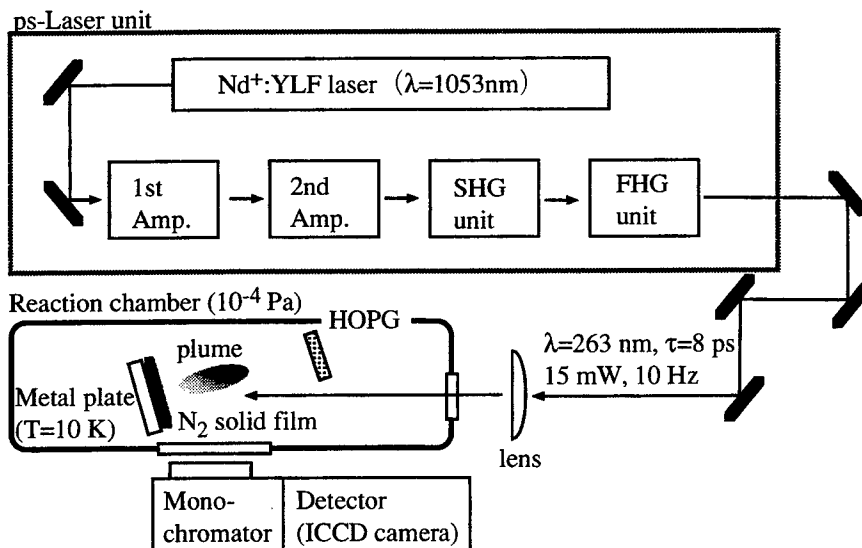 ps-Laser unit
Nd⁺:YLF laser (λ=1053nm)
1st
Amp.
2nd
Amp.
SHG
unit
FHG
unit
Reaction chamber (10⁻⁴ Pa)
HOPG
plume
λ=263 nm, τ=8 ps
15 mW, 10 Hz
Metal plate
(T=10 K)
N₂ solid film
lens
Mono-
chromator
Detector
(ICCD camera)